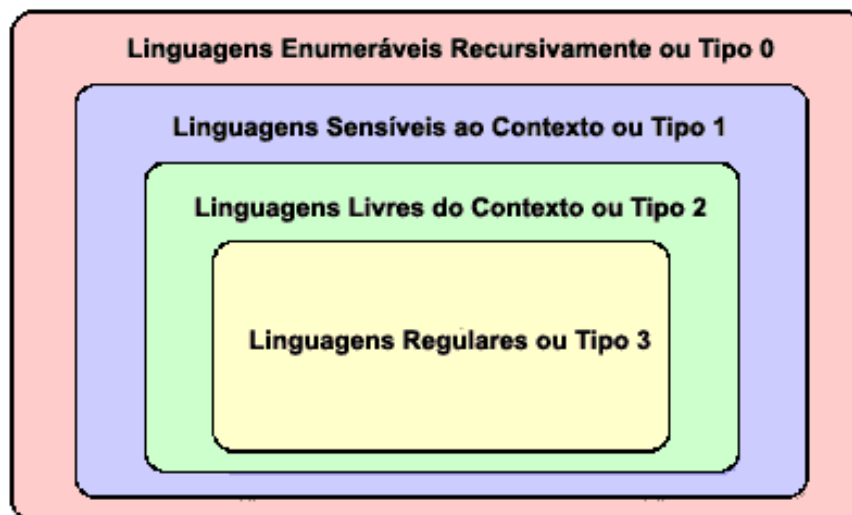 Linguagens Enumeráveis Recursivamente ou Tipo 0
Linguagens Sensíveis ao Contexto ou Tipo 1
Linguagens Livres do Contexto ou Tipo 2
Linguagens Regulares ou Tipo 3